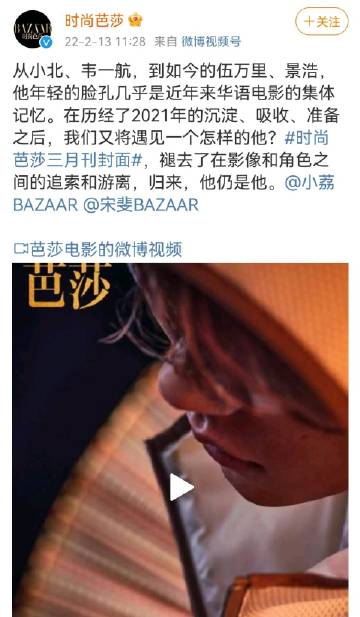 BAZAAR
时尚芭莎
+关注
22-2-13 11:28 来自 微博视频号
从小北、韦一航，到如今的伍万里、景浩，
他年轻的脸孔几乎是近年来华语电影的集体
记忆。在历经了2021年的沉淀、吸收、准备
之后，我们又将遇见一个怎样的他？#时尚
芭莎三月刊封面#，褪去了在影像和角色之
间的追索和游离，归来，他仍是他。@小荔
BAZAAR @宋斐BAZAAR
芭莎电影的微博视频
芭莎